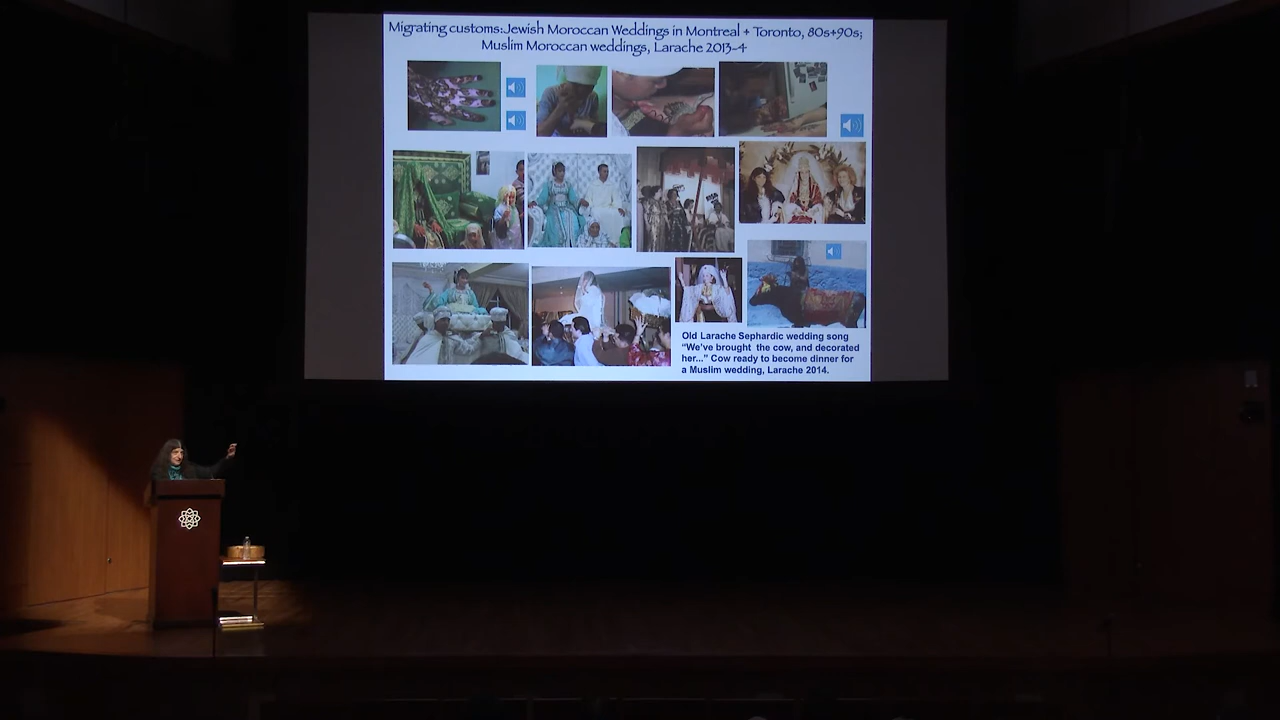 Migrating customs:Jewish Moroccan Weddings in Montreal + Toronto, 80s+90s;
Muslim Moroccan weddings, Larache 2013-4
Old Larache Sephardic wedding song
"We've brought the cow, and decorated
her..." Cow ready to become dinner for
a Muslim wedding, Larache 2014.